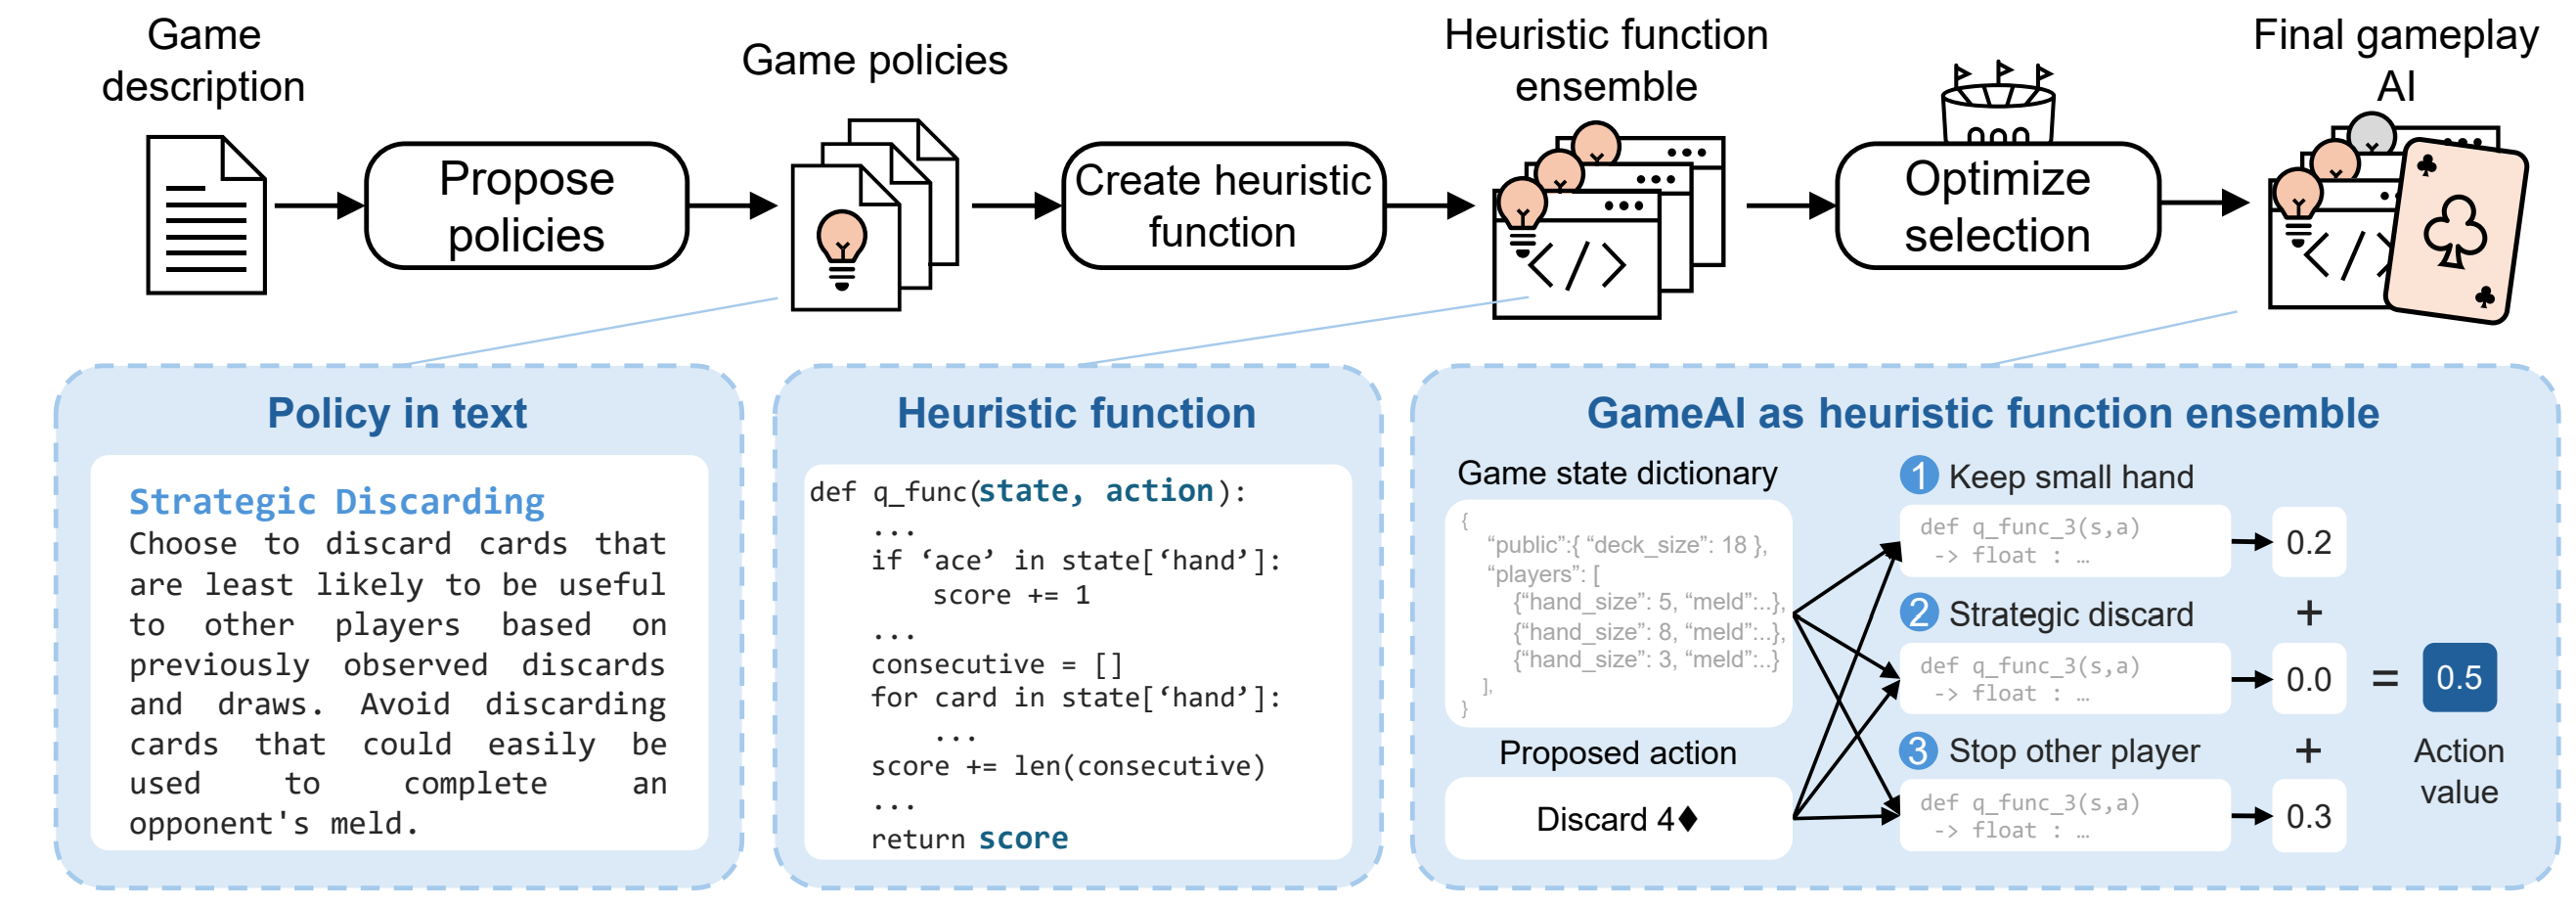 Game
description
Propose
policies
Game policies
Create heuristic
function
Heuristic function
ensemble
</>
Optimize
selection
Final gameplay
AI
</>
Policy in text
Strategic Discarding
Choose to discard cards that
are least likely to be useful
to other players based on
previously observed discards
and draws. Avoid discarding
cards that could easily be
used to complete an
opponent's meld.
Heuristic function
def q_func(state, action):
...
if ‘ace’ in state[‘hand’]:
score += 1
...
consecutive = []
for card in state[‘hand’]:
...
score += len(consecutive)
...
return score
GameAI as heuristic function ensemble
Game state dictionary
{
“public”:{ “deck_size”: 18 },
“players”: [
{“hand_size”: 5, “meld”:..},
{“hand_size”: 8, “meld”:..},
{“hand_size”: 3, “meld”:..}
],
}
Proposed action
Discard 4♦
1 Keep small hand
def q_func_3(s,a)
-> float : …
0.2
+
2 Strategic discard
def q_func_3(s,a)
-> float : …
0.0
+
3 Stop other player
def q_func_3(s,a)
-> float : …
0.3
=
0.5
Action
value